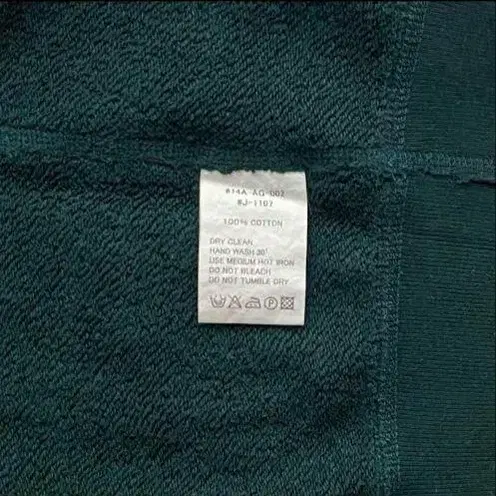 #14A AG-002
#J-1107
100% COTTON
DRY CLEAN
HAND WASH 30°
USE MEDIUM HOT IRON
DO NOT BLEACH
DO NOT TUMBLE DRY